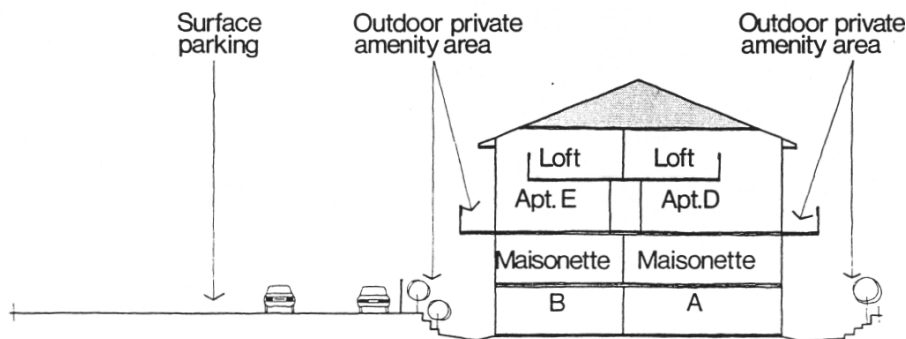 Surface
parking
Outdoor private
amenity area
Outdoor private
amenity area
Loft
Loft
Apt. E
Apt.D
Maisonette
Maisonette
B
A